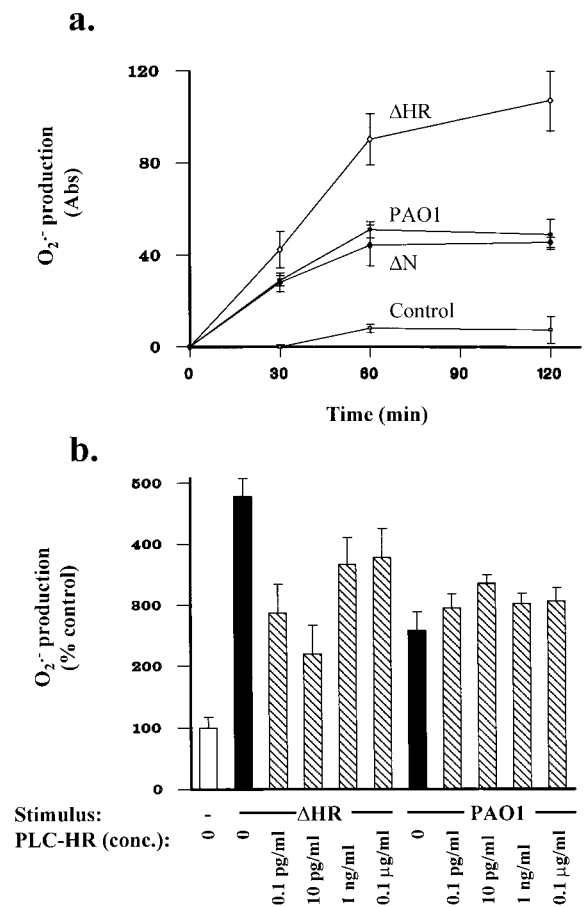 a.
120
80
40
0
O₂·⁻ production
(Abs)
ΔHR
PAO1
ΔN
Control
0 30 60 90 120
Time (min)
b.
500
400
300
200
100
0
O₂·⁻ production
(% control)
Stimulus: - ΔHR PAO1
PLC-HR (conc.): 0 0 0.1 pg/ml 10 pg/ml 1 ng/ml 0.1 µg/ml 0 0.1 pg/ml 10 pg/ml 1 ng/ml 0.1 µg/ml